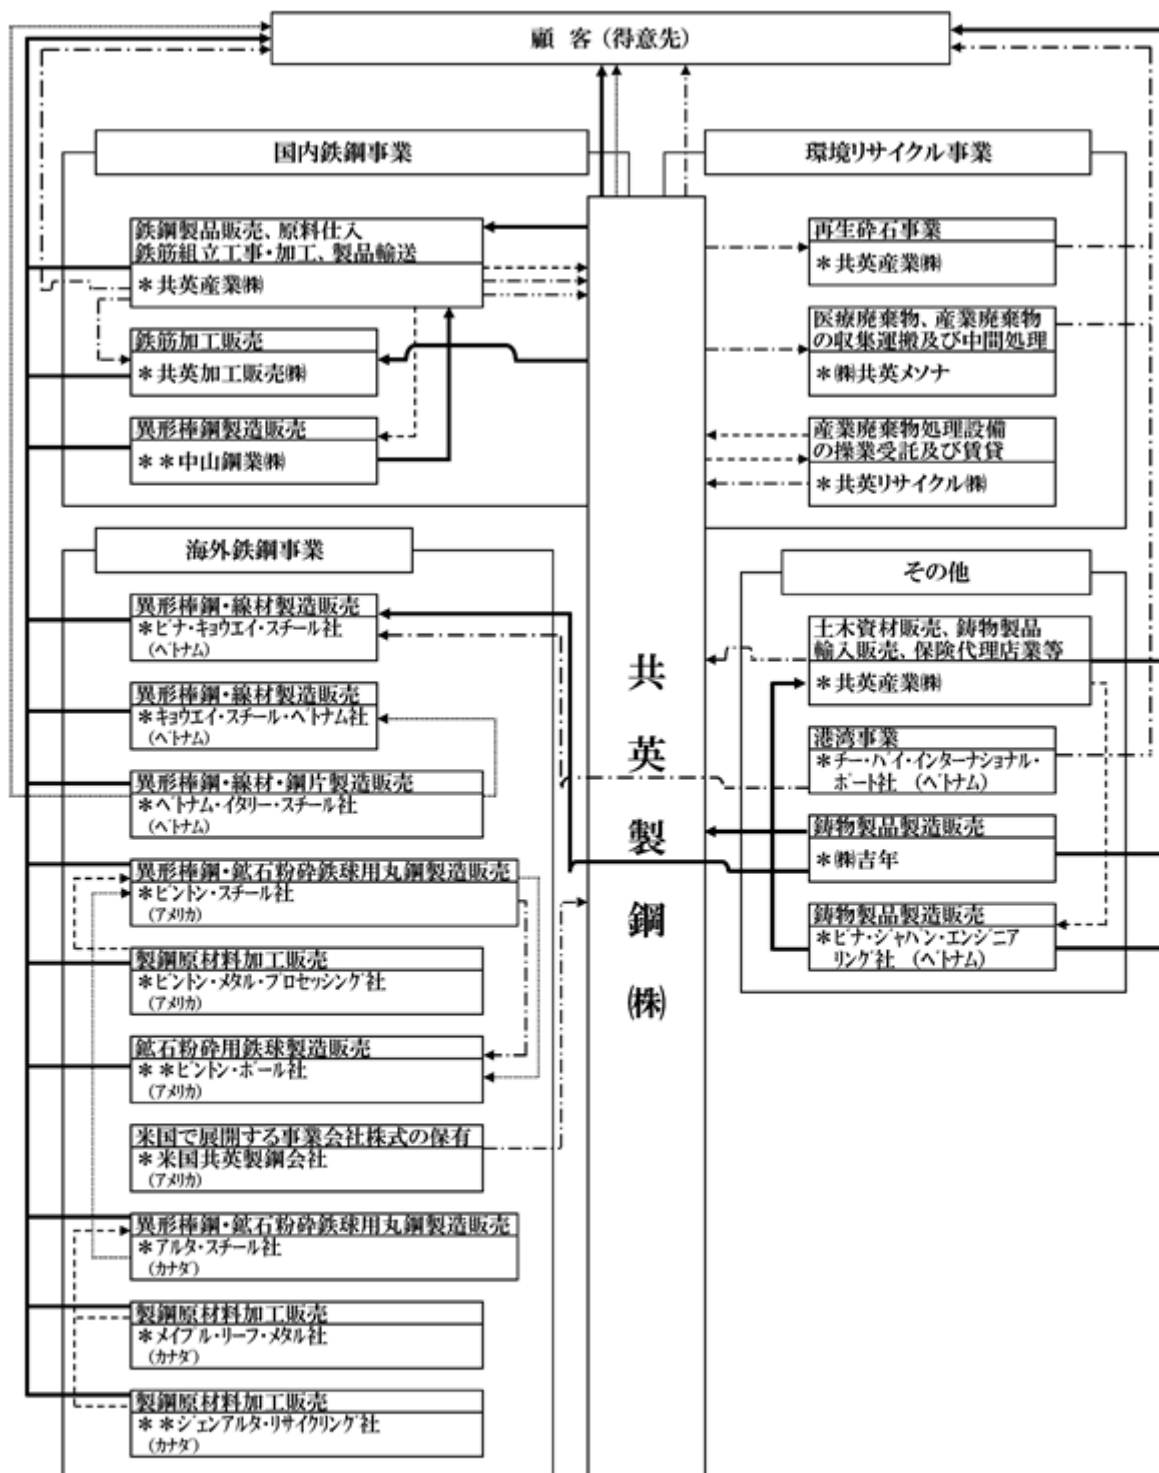 顧 客 (得意先)
国内鉄鋼事業
鉄鋼製品販売、原料仕入
鉄筋組立工事・加工、製品輸送
＊共英産業㈱
鉄筋加工販売
＊共英加工販売㈱
異形棒鋼製造販売
＊＊中山鋼業㈱
環境リサイクル事業
再生砕石事業
＊共英産業㈱
医療廃棄物、産業廃棄物
の収集運搬及び中間処理
＊㈱共英メソナ
産業廃棄物処理設備
の操業受託及び賃貸
＊共英リサイクル㈱
共英製鋼㈱
海外鉄鋼事業
異形棒鋼・線材製造販売
＊ビナ・キョウエイ・スチール社
(ベトナム)
異形棒鋼・線材製造販売
＊キョウエイ・スチール・ベトナム社
(ベトナム)
異形棒鋼・線材・鋼片製造販売
＊ベトナム・イタリー・スチール社
(ベトナム)
異形棒鋼・鉱石粉砕鉄球用丸鋼製造販売
＊ビントン・スチール社
(アメリカ)
製鋼原材料加工販売
＊ビントン・メタル・プロセッシング社
(アメリカ)
鉱石粉砕用鉄球製造販売
＊＊ビントン・ボール社
(アメリカ)
米国で展開する事業会社株式の保有
＊米国共英製鋼会社
(アメリカ)
異形棒鋼・鉱石粉砕鉄球用丸鋼製造販売
＊アルタ・スチール社
(カナダ)
製鋼原材料加工販売
＊メイプル・リーフ・メタル社
(カナダ)
製鋼原材料加工販売
＊＊ジェンアルタ・リサイクリング社
(カナダ)
その他
土木資材販売、鋳物製品
輸入販売、保険代理店業等
＊共英産業㈱
港湾事業
＊チー・バイ・インターナショナル・
ポート社 (ベトナム)
鋳物製品製造販売
＊㈱吉年
鋳物製品製造販売
＊ビナ・ジャパン・エンジニア
リング社 (ベトナム)